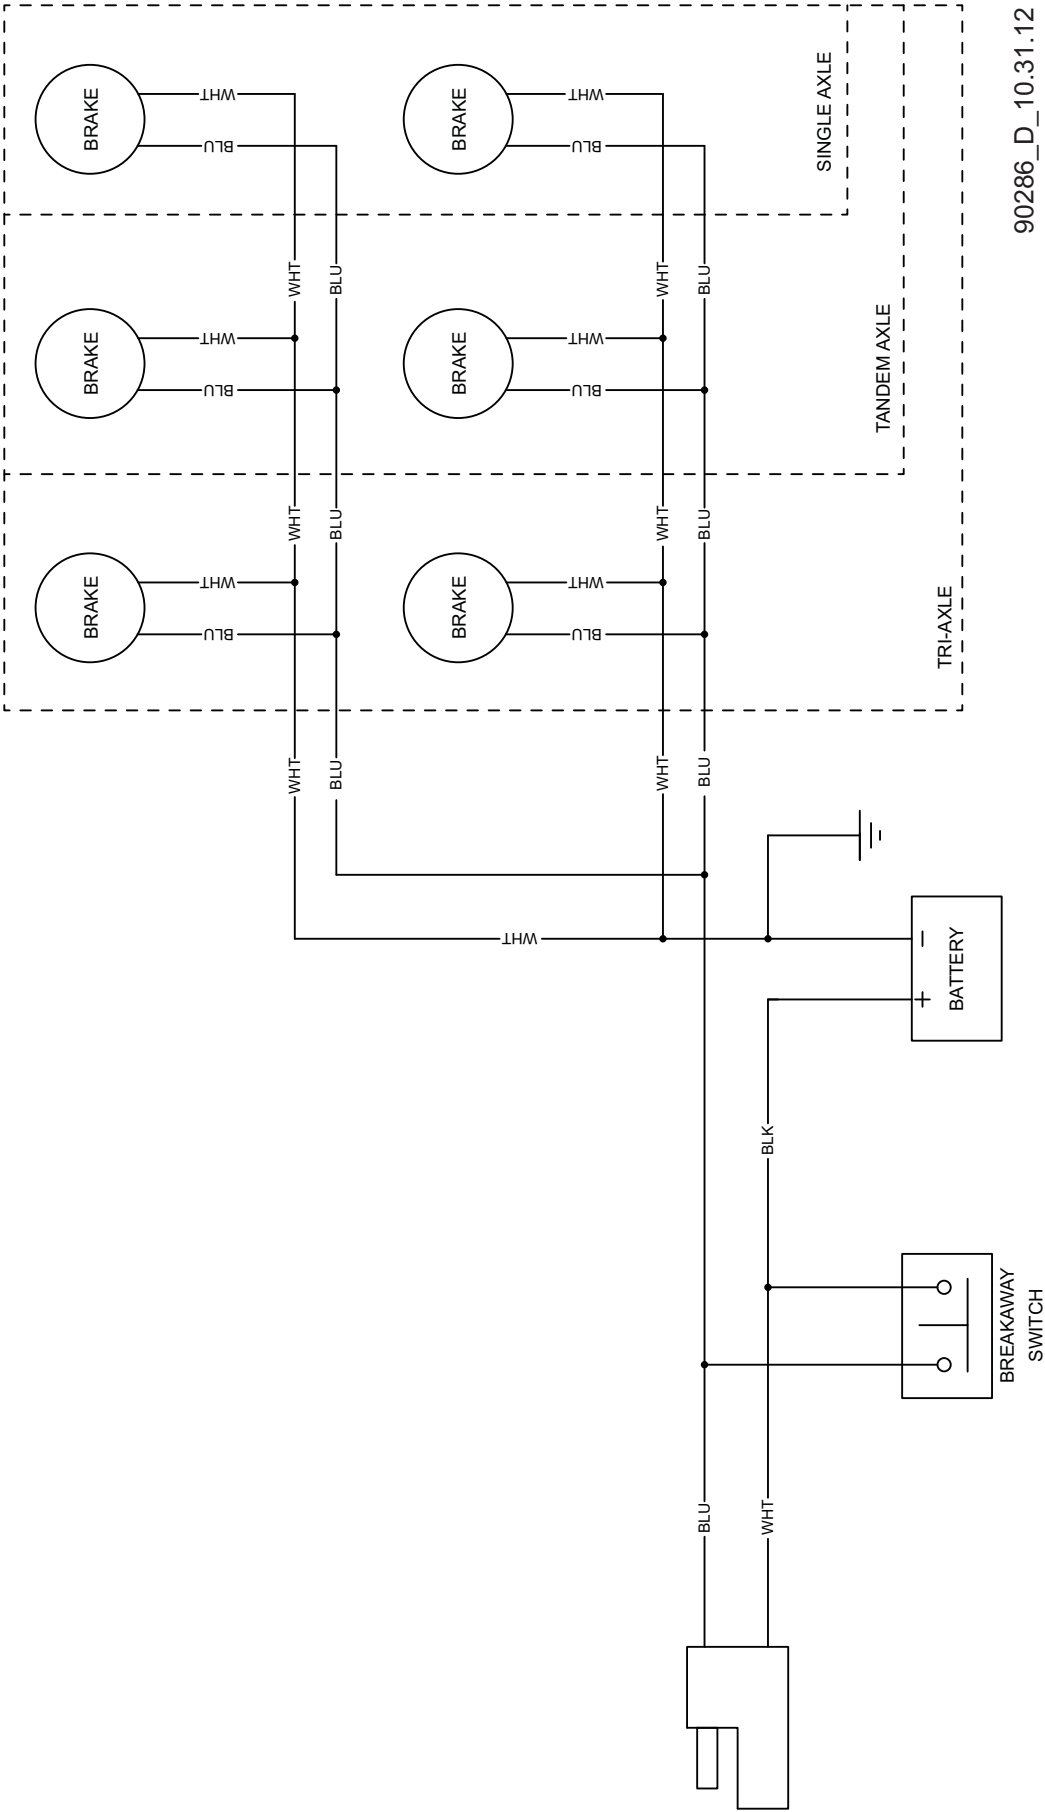 BRAKE
BRAKE
BRAKE
BLU
WHT
BLU
WHT
BLU
WHT
WHT
WHT
WHT
BLU
BLU
BLU
BRAKE
BRAKE
BRAKE
WHT
BLU
WHT
BLU
WHT
BLU
WHT
WHT
WHT
WHT
BLU
BLU
BLU
BLU
WHT
BLK
SINGLE AXLE
TANDEM AXLE
TRI-AXLE
+ −
BATTERY
BREAKAWAY
SWITCH
90286_D_10.31.12